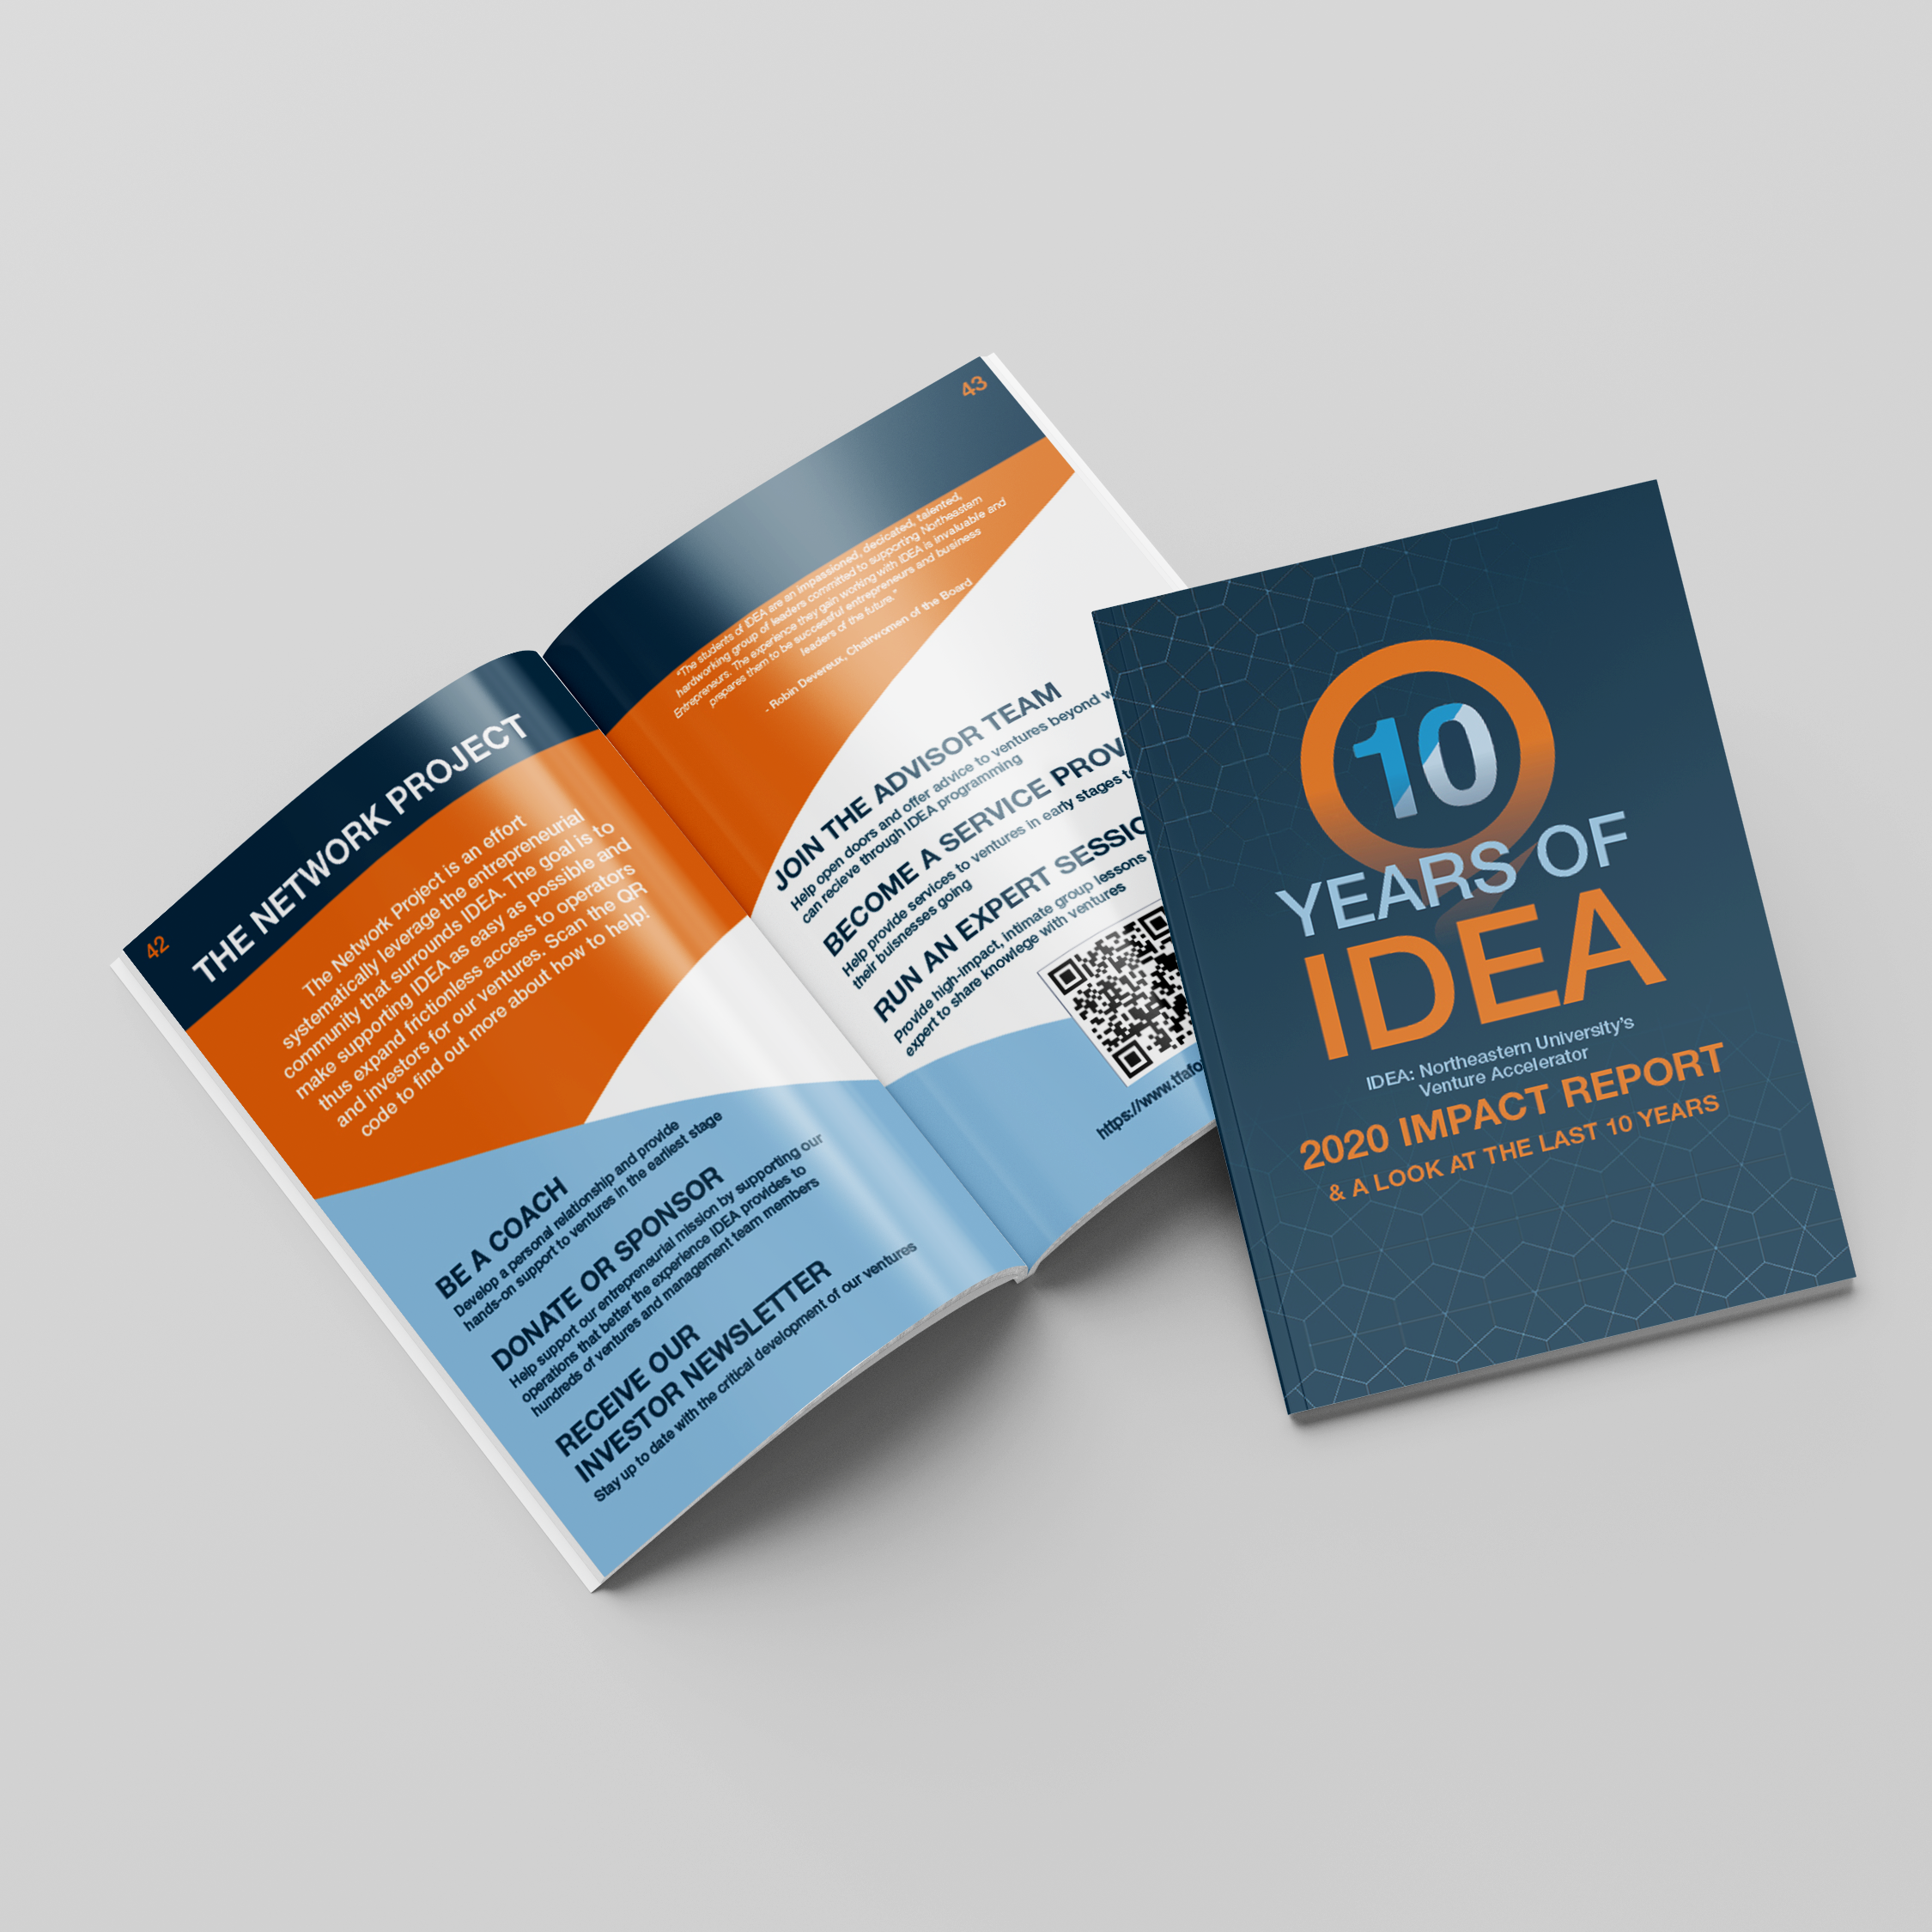 42
THE NETWORK PROJECT
The Network Project is an effort
systematically leverage the entrepreneurial
community that surrounds IDEA. The goal is to
make supporting IDEA as easy as possible and
thus expand frictionless access to operators
and investors for our ventures. Scan the QR
code to find out more about how to help!
BE A COACH
Develop a personal relationship and provide
hands-on support to ventures in the earliest stage
DONATE OR SPONSOR
Help support our entrepreneurial mission by supporting our
operations that better the experience IDEA provides to
hundreds of ventures and management team members
RECEIVE OUR
INVESTOR NEWSLETTER
Stay up to date with the critical development of our ventures
43
"The students of IDEA are an impassioned, decicated, talented,
hardworking group of leaders committed to supporting Northeastern
Entrepreneurs. The experience they gain working with IDEA is invaluable and
prepares them to be successful entrepreneurs and business
leaders of the future."
- Robin Devereux, Chairwomen of the Board
JOIN THE ADVISOR TEAM
Help open doors and offer advice to ventures beyond
can recieve through IDEA programming
BECOME A SERVICE
Help provide services to ventures in early stages
their buisnesses going
RUN AN EXPERT
Provide high-impact, intimate group lessons
expert to share knowlege with ventures
https://www.tfafo
10
YEARS OF
IDEA
IDEA: Northeastern University's
Venture Accelerator
2020 IMPACT REPORT
& A LOOK AT THE LAST 10 YEARS